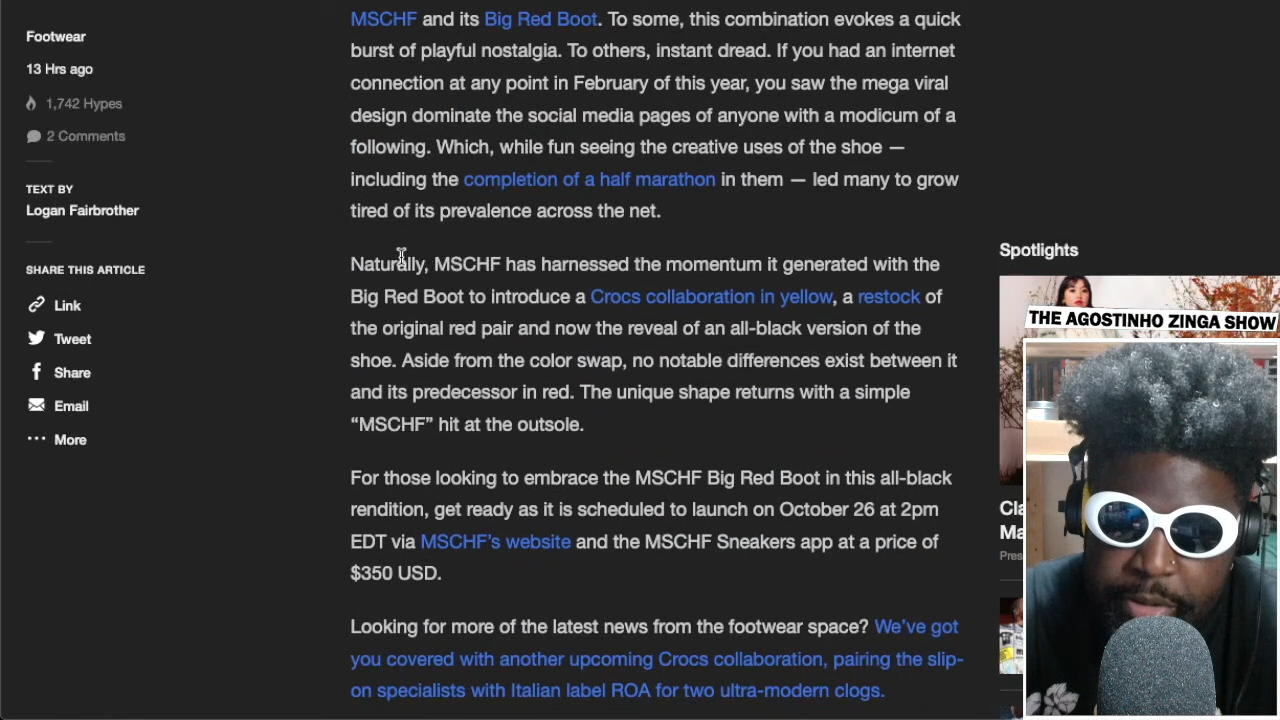 Footwear
13 Hrs ago
1,742 Hypes
2 Comments
TEXT BY
Logan Fairbrother
SHARE THIS ARTICLE
Link
Tweet
Share
Email
More
MSCHF and its Big Red Boot. To some, this combination evokes a quick
burst of playful nostalgia. To others, instant dread. If you had an internet
connection at any point in February of this year, you saw the mega viral
design dominate the social media pages of anyone with a modicum of a
following. Which, while fun seeing the creative uses of the shoe —
including the completion of a half marathon in them — led many to grow
tired of its prevalence across the net.
Naturally, MSCHF has harnessed the momentum it generated with the
Big Red Boot to introduce a Crocs collaboration in yellow, a restock of
the original red pair and now the reveal of an all-black version of the
shoe. Aside from the color swap, no notable differences exist between it
and its predecessor in red. The unique shape returns with a simple
“MSCHF” hit at the outsole.
For those looking to embrace the MSCHF Big Red Boot in this all-black
rendition, get ready as it is scheduled to launch on October 26 at 2pm
EDT via MSCHF’s website and the MSCHF Sneakers app at a price of
$350 USD.
Looking for more of the latest news from the footwear space? We’ve got
you covered with another upcoming Crocs collaboration, pairing the slip-
on specialists with Italian label ROA for two ultra-modern clogs.
Spotlights
THE AGOSTINHO ZINGA SHOW